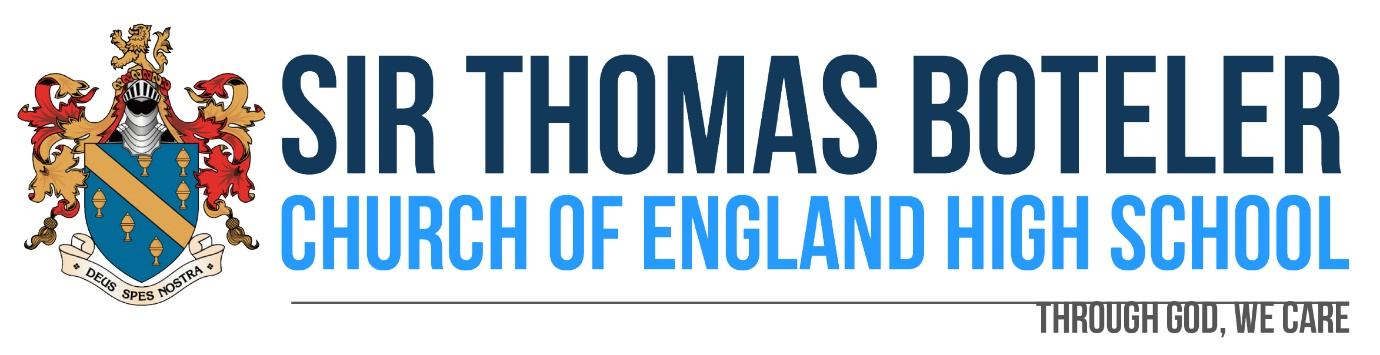 SIR THOMAS BOTELER
CHURCH OF ENGLAND HIGH SCHOOL
DEUS SPES NOSTRA
THROUGH GOD, WE CARE